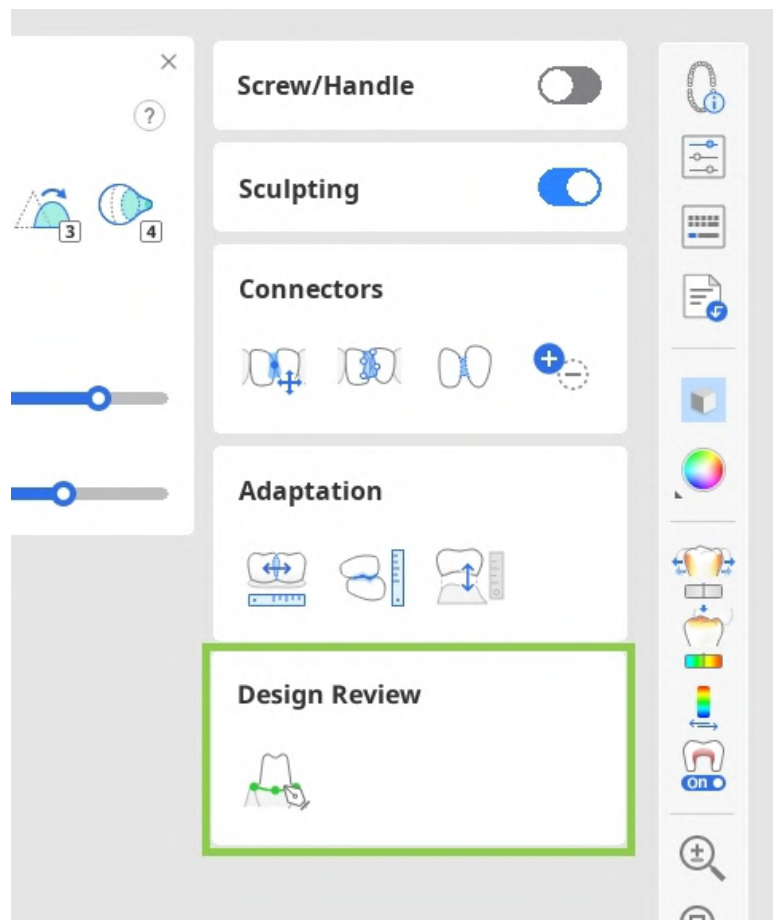 ?
3
4
Screw/Handle
Sculpting
Connectors
Adaptation
Design Review
On